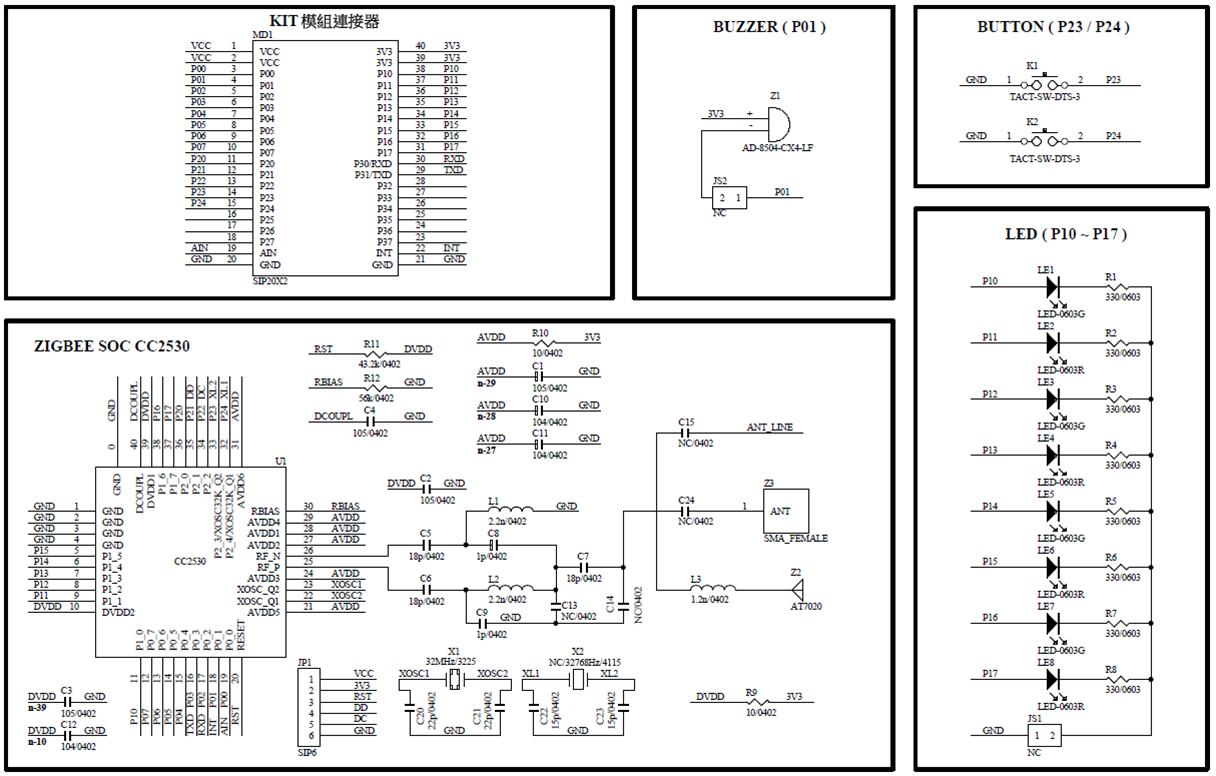 KIT 模組連接器
MD1
VCC 1 VCC 3V3 40 3V3
VCC 2 VCC 3V3 39 3V3
P00 3 P00 P10 38 P10
P01 4 P01 P11 37 P11
P02 5 P02 P12 36 P12
P03 6 P03 P13 35 P13
P04 7 P04 P14 34 P14
P05 8 P05 P15 33 P15
P06 9 P06 P16 32 P16
P07 10 P07 P17 31 P17
P20 11 P20 P30/RXD 30 RXD
P21 12 P21 P31/TXD 29 TXD
P22 13 P22 P32 28
P23 14 P23 P33 27
P24 15 P24 P34 26
16 P25 P35 25
17 P26 P36 24
18 P27 P37 23
AIN 19 AIN INT 22 INT
GND 20 GND GND 21 GND
SIP20X2
BUZZER ( P01 )
Z1
3V3 +
-
AD-8504-CX4-LF
JS2
2 1 P01
NC
BUTTON ( P23 / P24 )
K1
GND 1 2 P23
TACT-SW-DTS-3
K2
GND 1 2 P24
TACT-SW-DTS-3
LED ( P10 ~ P17 )
P10 LE1 R1
LED-0603G 330/0603
P11 LE2 R2
LED-0603R 330/0603
P12 LE3 R3
LED-0603G 330/0603
P13 LE4 R4
LED-0603R 330/0603
P14 LE5 R5
LED-0603G 330/0603
P15 LE6 R6
LED-0603R 330/0603
P16 LE7 R7
LED-0603G 330/0603
P17 LE8 R8
LED-0603R 330/0603
JS1
GND 1 2
NC
ZIGBEE SOC CC2530
RST R11 DVDD
43.2k/0402
RBIAS R12 GND
56k/0402
DCOUPL C4 GND
105/0402
AVDD R10 3V3
10/0402
AVDD C1 GND
n-29 105/0402
AVDD C10 GND
n-28 104/0402
AVDD C11 GND
n-27 104/0402
DVDD C2 GND
105/0402
GND DCOUPL DVDD P16 P17 P20 P21 DD P22 DC P23 XL2 P24 XL1 AVDD
0 40 39 38 37 36 35 34 33 32 31
U1
GND DCOUPL DVDD1 P1_6 P1_7 P2_0 P2_1 P2_2 P2_3/XOSC32K_Q2 P2_4/XOSC32K_Q1 AVDD6
GND 1 GND RBIAS 30 RBIAS
GND 2 GND AVDD4 29 AVDD
GND 3 GND AVDD1 28 AVDD
GND 4 GND AVDD2 27 AVDD
P15 5 P1_5 RF_N 26
P14 6 P1_4 RF_P 25
P13 7 P1_3 AVDD3 24 AVDD
P12 8 P1_2 XOSC_Q2 23 XOSC1
P11 9 P1_1 XOSC_Q1 22 XOSC2
DVDD 10 DVDD2 AVDD5 21 AVDD
CC2530
P1_0 P0_7 P0_6 P0_5 P0_4 P0_3 P0_2 P0_1 P0_0 RESET
11 12 13 14 15 16 17 18 19 20
P10 P07 P06 P05 P04 TXD P03 RXD P02 INT P01 AIN P00 RST
DVDD C3 GND
n-39 105/0402
DVDD C12 GND
n-10 104/0402
L1 GND
2.2n/0402
C5
18p/0402
C8
1p/0402
C6
18p/0402
L2
2.2n/0402
C9 GND
1p/0402
C7
18p/0402
C13
NC/0402
C14
NC/0402
C15 ANT_LINE
NC/0402
C24 1 ANT
NC/0402
Z3
SMA_FEMALE
L3
1.2n/0402
Z2
AT7020
JP1
1 VCC
2 3V3
3 RST
4 DD
5 DC
6 GND
SIP6
X1
32MHz/3225
XOSC1 XOSC2
C20 22p/0402
C21 22p/0402
GND
X2
NC/32768Hz/4115
XL1 XL2
C22 15p/0402
C23 15p/0402
GND
DVDD R9 3V3
10/0402